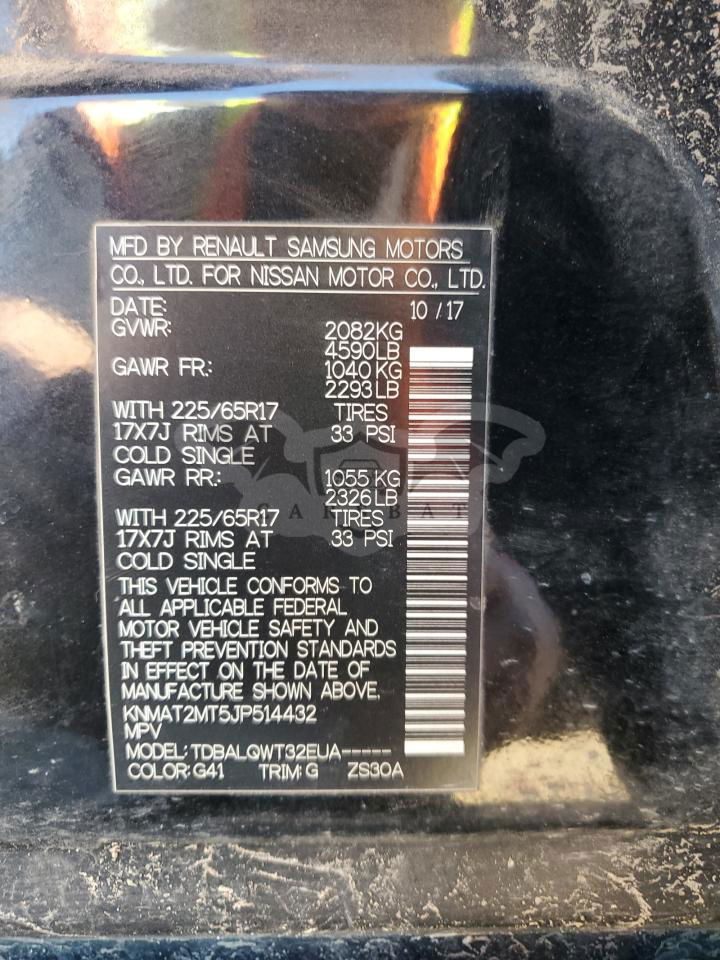 MFD BY RENAULT SAMSUNG MOTORS
CO., LTD. FOR NISSAN MOTOR CO., LTD.
DATE: 10 / 17
GVWR: 2082KG
4590LB
GAWR FR.: 1040 KG
2293 LB
WITH 225/65R17 TIRES
17X7J RIMS AT 33 PSI
COLD SINGLE
GAWR RR.: 1055 KG
2326 LB
WITH 225/65R17 TIRES
17X7J RIMS AT 33 PSI
COLD SINGLE
THIS VEHICLE CONFORMS TO
ALL APPLICABLE FEDERAL
MOTOR VEHICLE SAFETY AND
THEFT PREVENTION STANDARDS
IN EFFECT ON THE DATE OF
MANUFACTURE SHOWN ABOVE.
KNMAT2MT5JP514432
MPV
MODEL: TDBALQWT32EUA-----
COLOR: G41 TRIM: G ZS30A